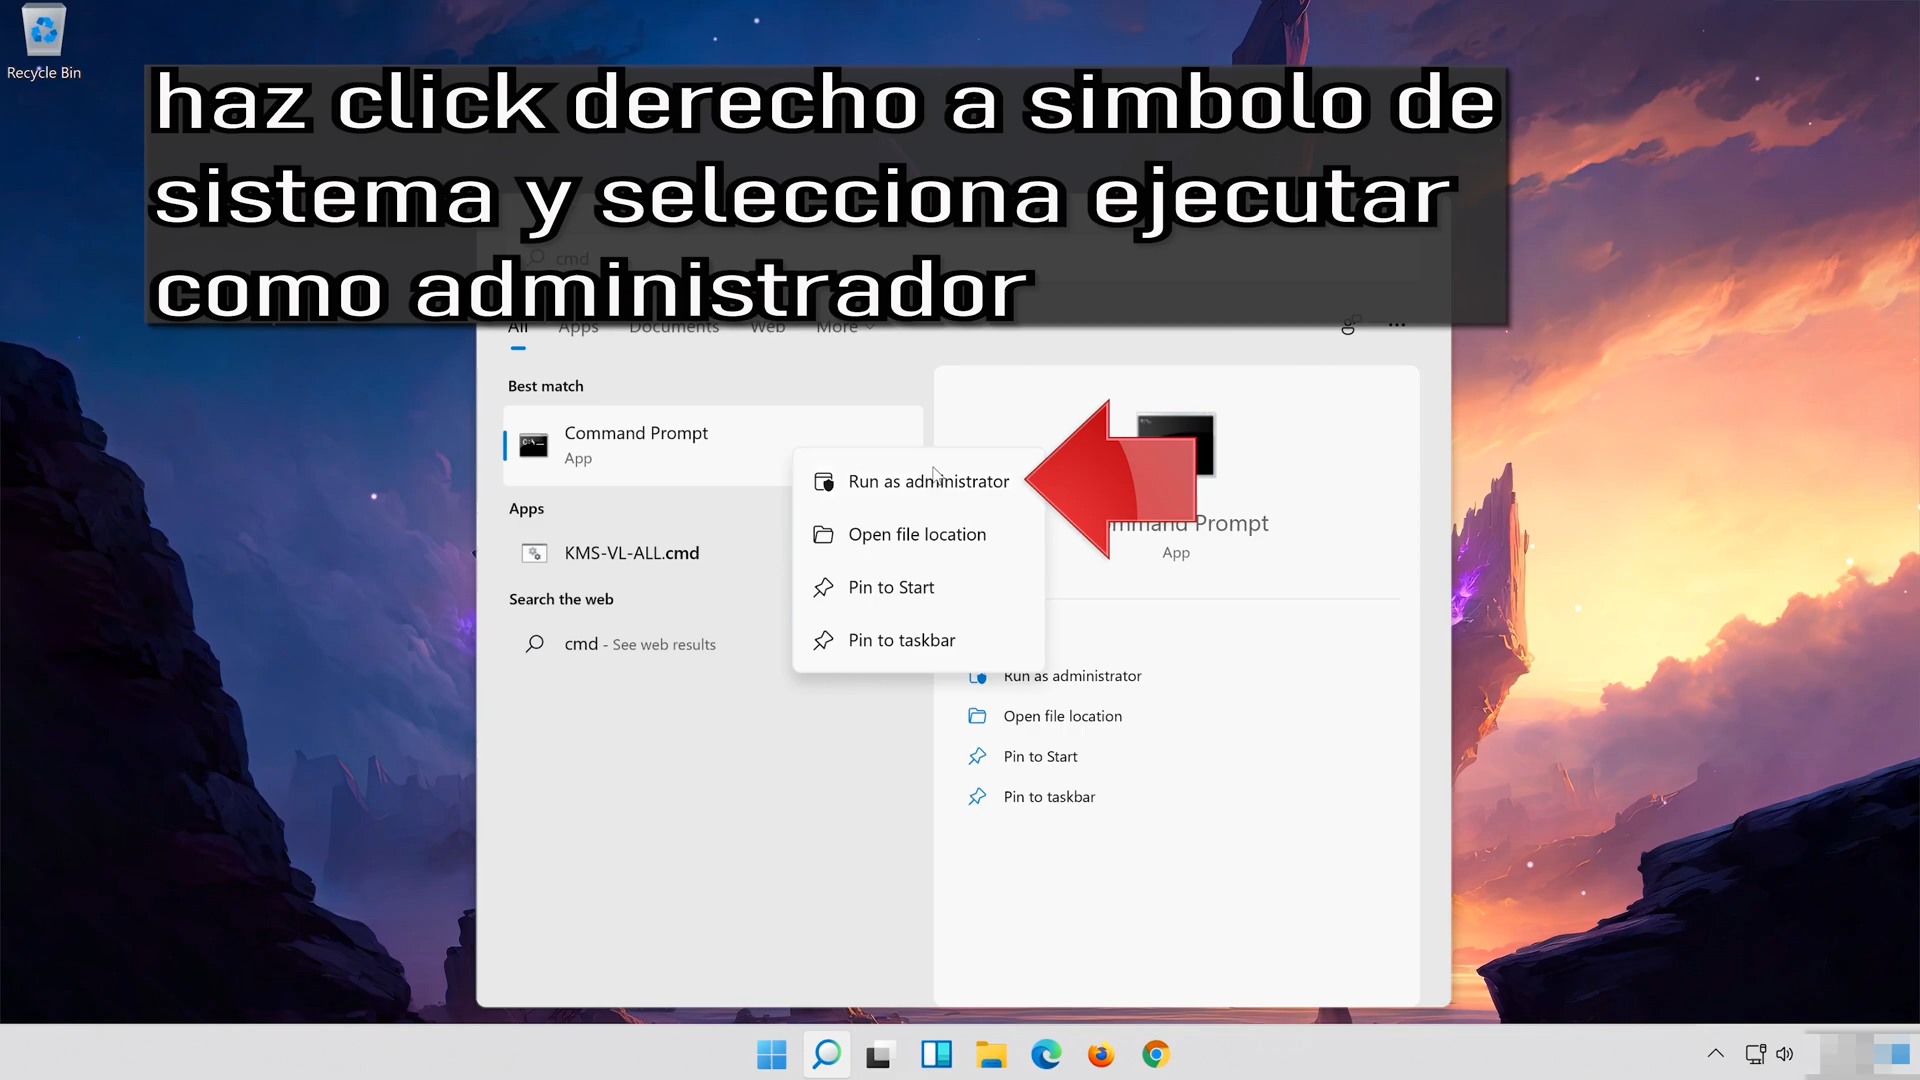 Recycle Bin
haz click derecho a simbolo de
sistema y selecciona ejecutar
como administrador
cmd
All Apps Documents Web More
Best match
Command Prompt
App
Apps
KMS-VL-ALL.cmd
Search the web
cmd - See web results
Run as administrator
Open file location
Pin to Start
Pin to taskbar
Prompt
App
Run as administrator
Open file location
Pin to Start
Pin to taskbar